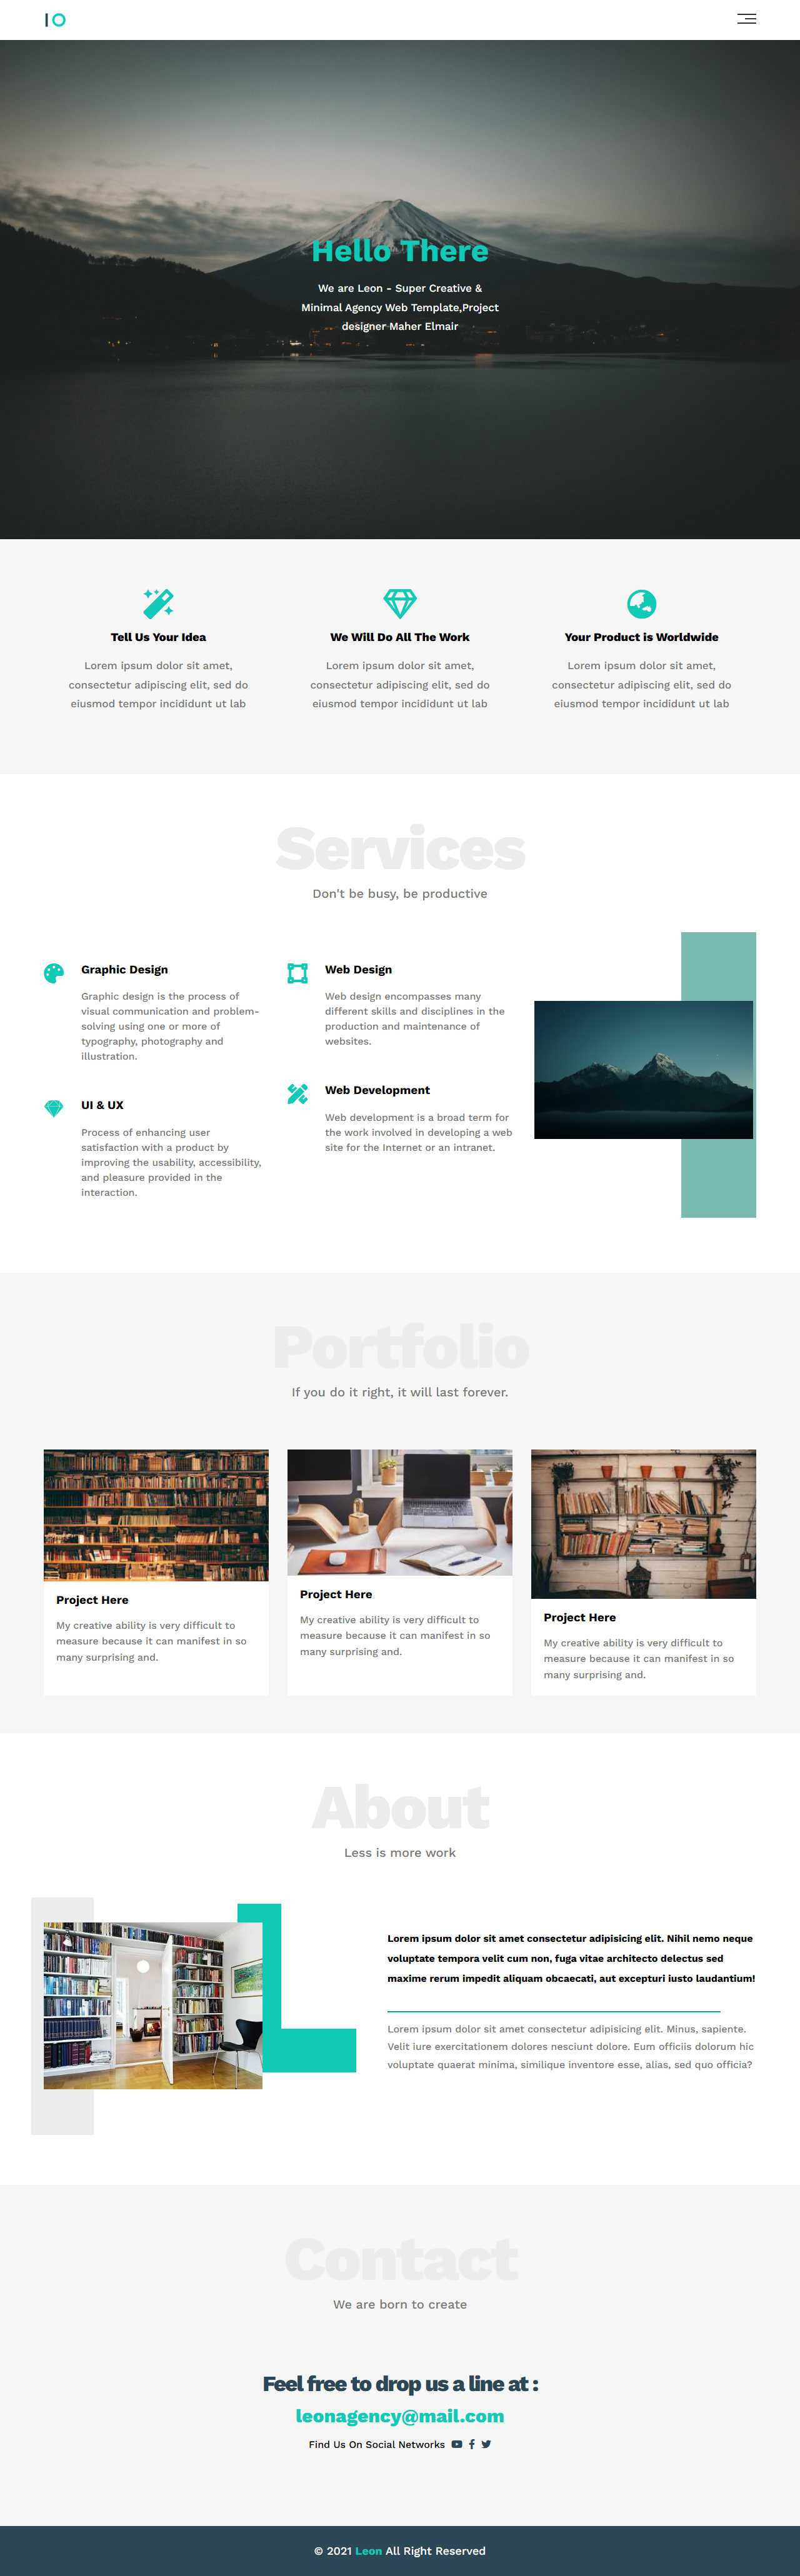 IO
Hello There
We are Leon - Super Creative &
Minimal Agency Web Template,Project
designer Maher Elmair
Tell Us Your Idea
Lorem ipsum dolor sit amet,
consectetur adipiscing elit, sed do
eiusmod tempor incididunt ut lab
We Will Do All The Work
Lorem ipsum dolor sit amet,
consectetur adipiscing elit, sed do
eiusmod tempor incididunt ut lab
Your Product is Worldwide
Lorem ipsum dolor sit amet,
consectetur adipiscing elit, sed do
eiusmod tempor incididunt ut lab
Services
Don't be busy, be productive
Graphic Design
Graphic design is the process of
visual communication and problem-
solving using one or more of
typography, photography and
illustration.
UI & UX
Process of enhancing user
satisfaction with a product by
improving the usability, accessibility,
and pleasure provided in the
interaction.
Web Design
Web design encompasses many
different skills and disciplines in the
production and maintenance of
websites.
Web Development
Web development is a broad term for
the work involved in developing a web
site for the Internet or an intranet.
Portfolio
If you do it right, it will last forever.
Project Here
My creative ability is very difficult to
measure because it can manifest in so
many surprising and.
Project Here
My creative ability is very difficult to
measure because it can manifest in so
many surprising and.
Project Here
My creative ability is very difficult to
measure because it can manifest in so
many surprising and.
About
Less is more work
Lorem ipsum dolor sit amet consectetur adipisicing elit. Nihil nemo neque
voluptate tempora velit cum non, fuga vitae architecto delectus sed
maxime rerum impedit aliquam obcaecati, aut excepturi iusto laudantium!
Lorem ipsum dolor sit amet consectetur adipisicing elit. Minus, sapiente.
Velit iure exercitationem dolores nesciunt dolore. Eum officiis dolorum hic
voluptate quaerat minima, similique inventore esse, alias, sed quo officia?
Contact
We are born to create
Feel free to drop us a line at :
leonagency@mail.com
Find Us On Social Networks
© 2021 Leon All Right Reserved